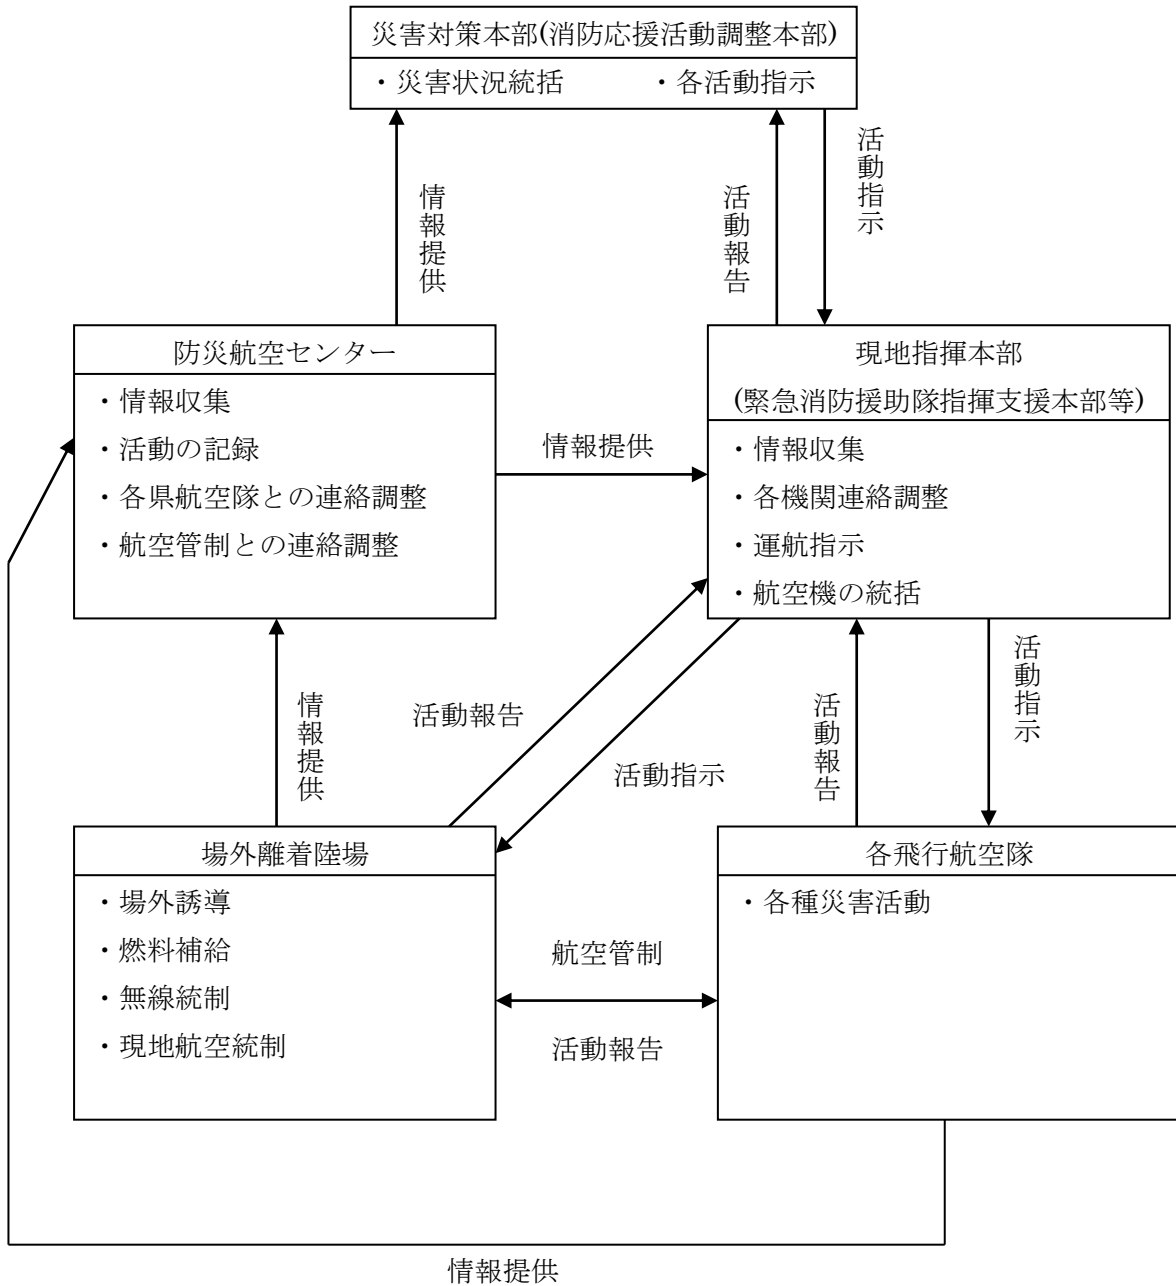 災害対策本部(消防応援活動調整本部)
・災害状況統括　　　・各活動指示
情報提供
活動報告
活動指示
防災航空センター
・情報収集
・活動の記録
・各県航空隊との連絡調整
・航空管制との連絡調整
情報提供
現地指揮本部
(緊急消防援助隊指揮支援本部等)
・情報収集
・各機関連絡調整
・運航指示
・航空機の統括
情報提供
活動報告
活動指示
活動報告
活動指示
場外離着陸場
・場外誘導
・燃料補給
・無線統制
・現地航空統制
航空管制
活動報告
各飛行航空隊
・各種災害活動
情報提供